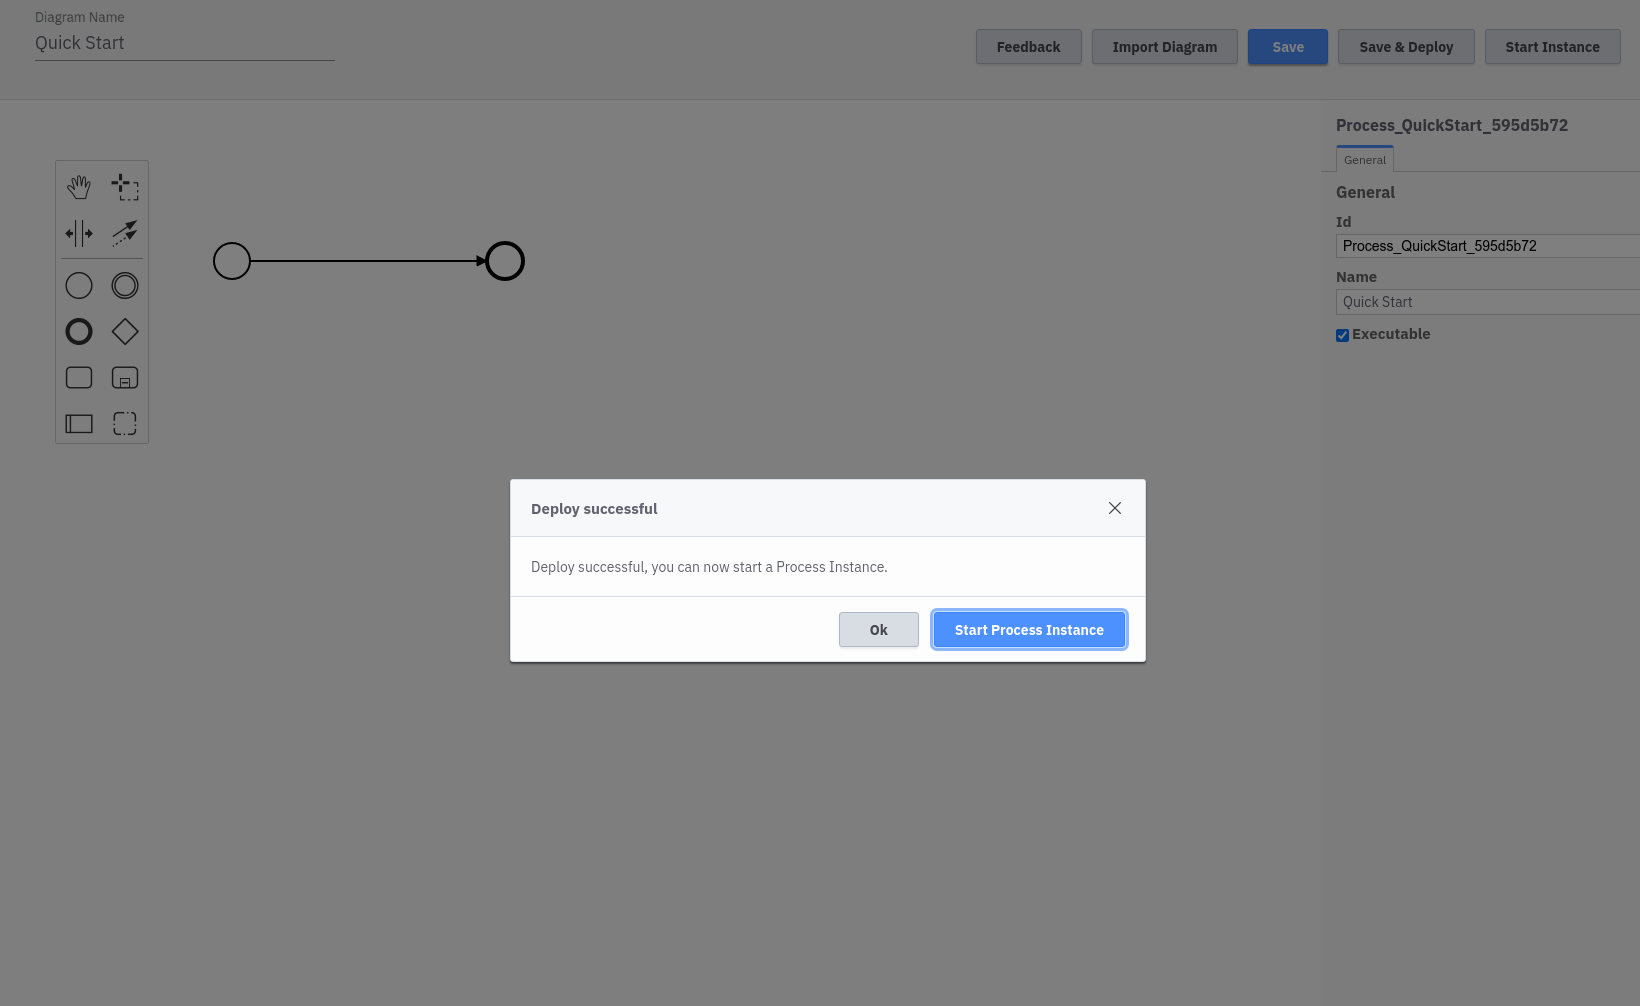 Diagram Name
Quick Start
Feedback
Import Diagram
Save
Save & Deploy
Start Instance
Process_QuickStart_595d5b72
General
General
Id
Process_QuickStart_595d5b72
Name
Quick Start
Executable
Deploy successful
Deploy successful, you can now start a Process Instance.
Ok
Start Process Instance